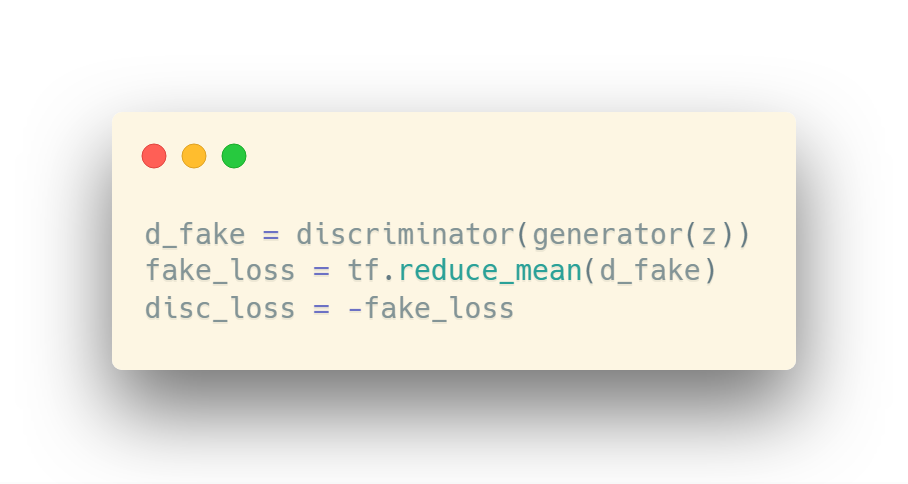 d_fake = discriminator(generator(z))
fake_loss = tf.reduce_mean(d_fake)
disc_loss = -fake_loss